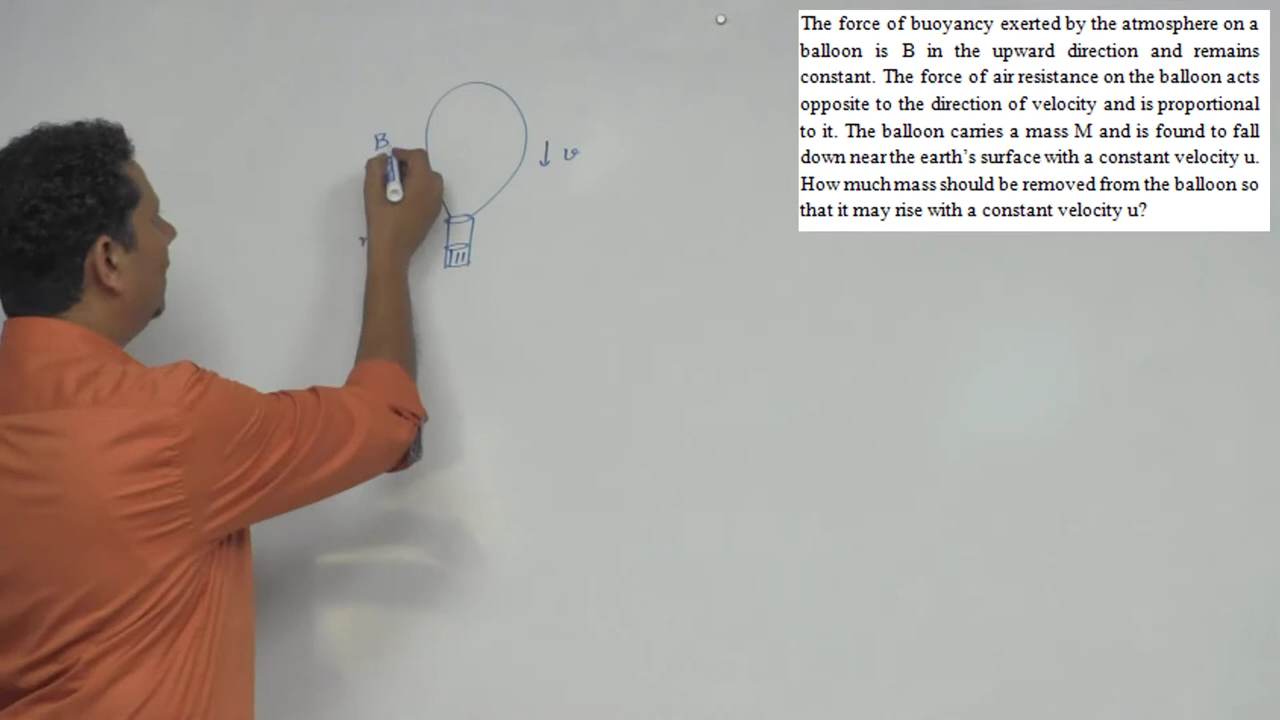 The force of buoyancy exerted by the atmosphere on a
balloon is B in the upward direction and remains
constant. The force of air resistance on the balloon acts
opposite to the direction of velocity and is proportional
to it. The balloon carries a mass M and is found to fall
down near the earth's surface with a constant velocity u.
How much mass should be removed from the balloon so
that it may rise with a constant velocity u?
B
↓ v